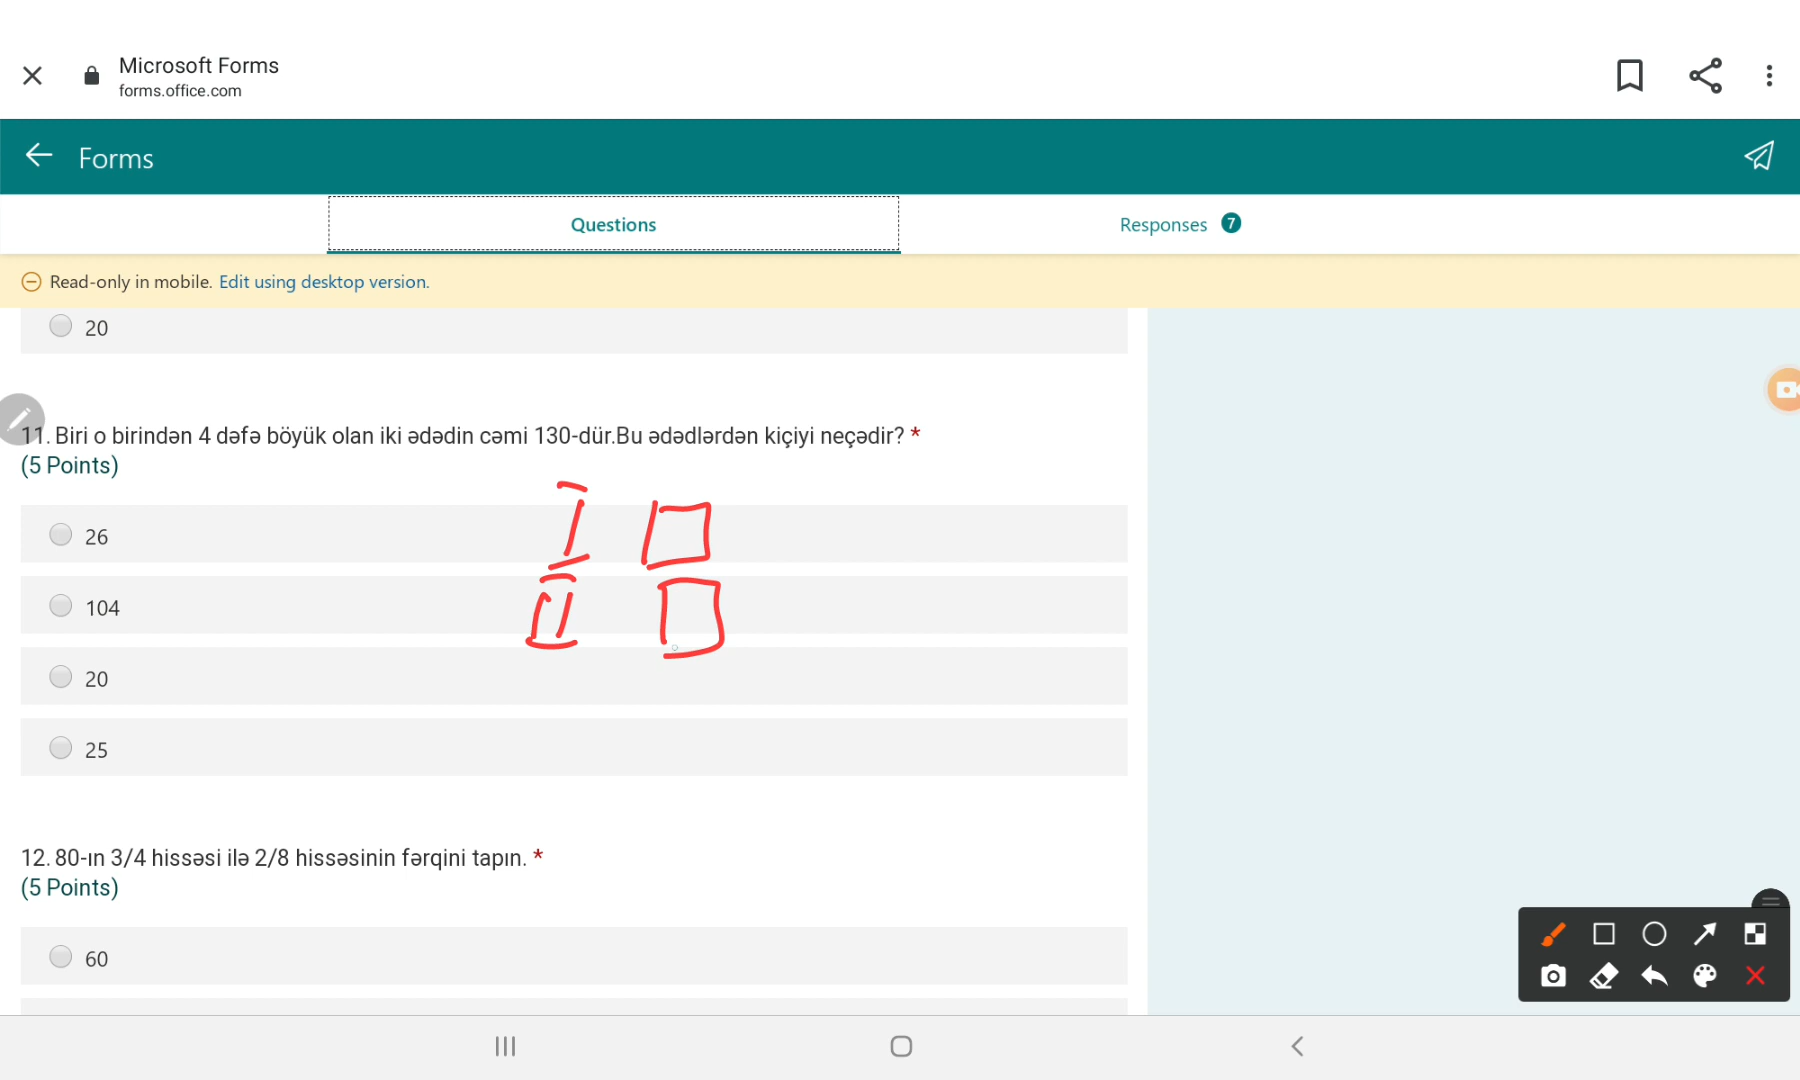 Microsoft Forms
forms.office.com
Forms
Questions
Responses 7
Read-only in mobile. Edit using desktop version.
20
11. Biri o birindən 4 dəfə böyük olan iki ədədin cəmi 130-dür.Bu ədədlərdən kiçiyi neçədir? *
(5 Points)
26
I
104
II
20
25
12. 80-ın 3/4 hissəsi ilə 2/8 hissəsinin fərqini tapın. *
(5 Points)
60